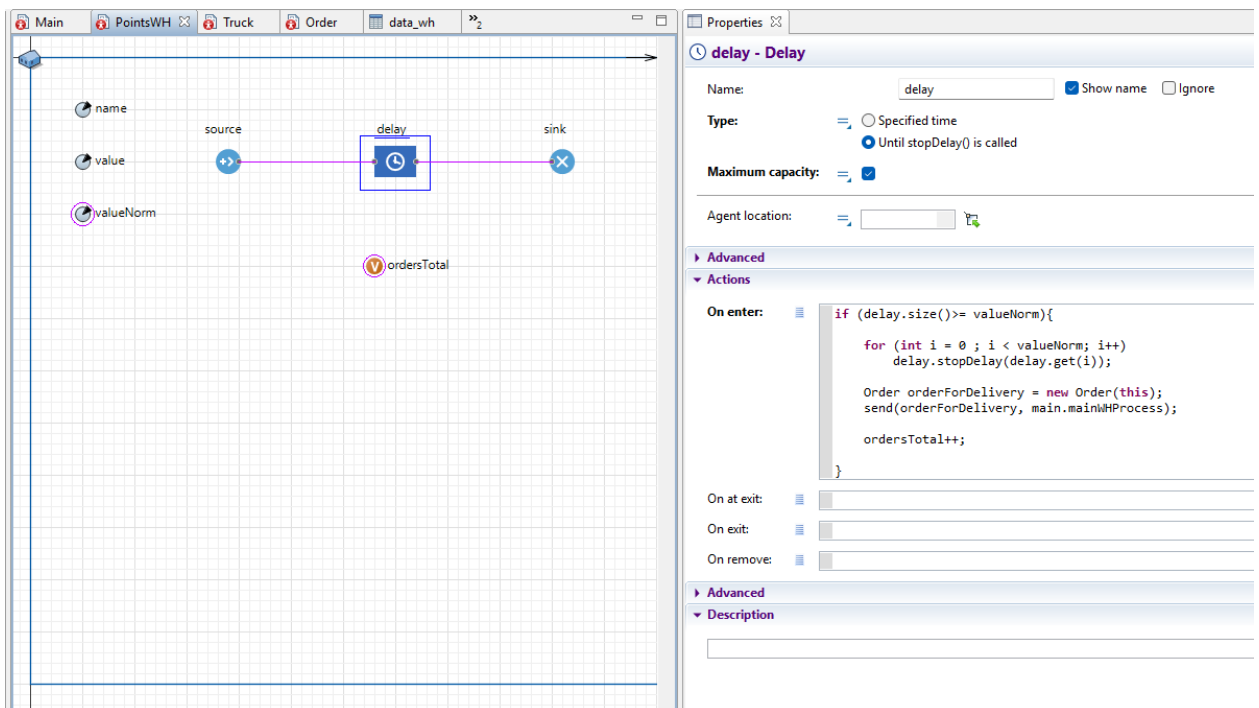 Main
PointsWH
Truck
Order
data_wh
»2
name
value
valueNorm
source
delay
sink
ordersTotal
Properties
delay - Delay
Name:
delay
Show name
Ignore
Type:
Specified time
Until stopDelay() is called
Maximum capacity:
Agent location:
Advanced
Actions
On enter:
if (delay.size()>= valueNorm){
for (int i = 0 ; i < valueNorm; i++)
delay.stopDelay(delay.get(i));
Order orderForDelivery = new Order(this);
send(orderForDelivery, main.mainWHProcess);
ordersTotal++;
}
On at exit:
On exit:
On remove:
Advanced
Description